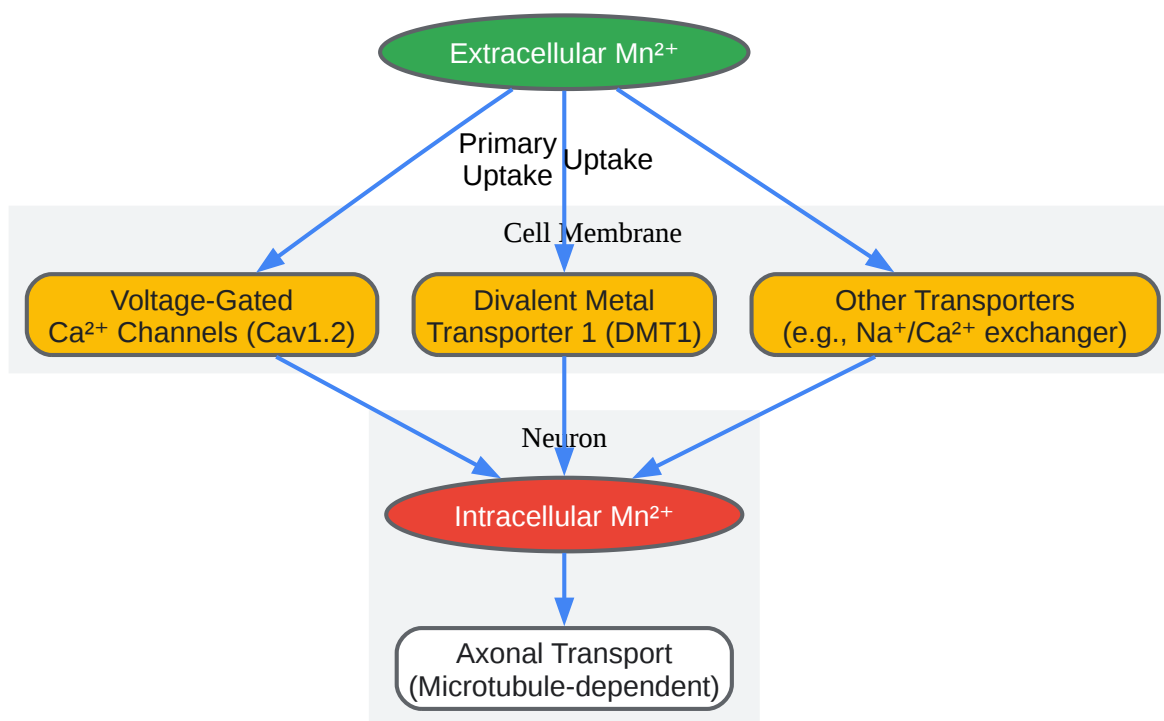 Extracellular Mn²⁺
Primary
Uptake
Uptake
Cell Membrane
Voltage-Gated
Ca²⁺ Channels (Cav1.2)
Divalent Metal
Transporter 1 (DMT1)
Other Transporters
(e.g., Na⁺/Ca²⁺ exchanger)
Neuron
Intracellular Mn²⁺
Axonal Transport
(Microtubule-dependent)